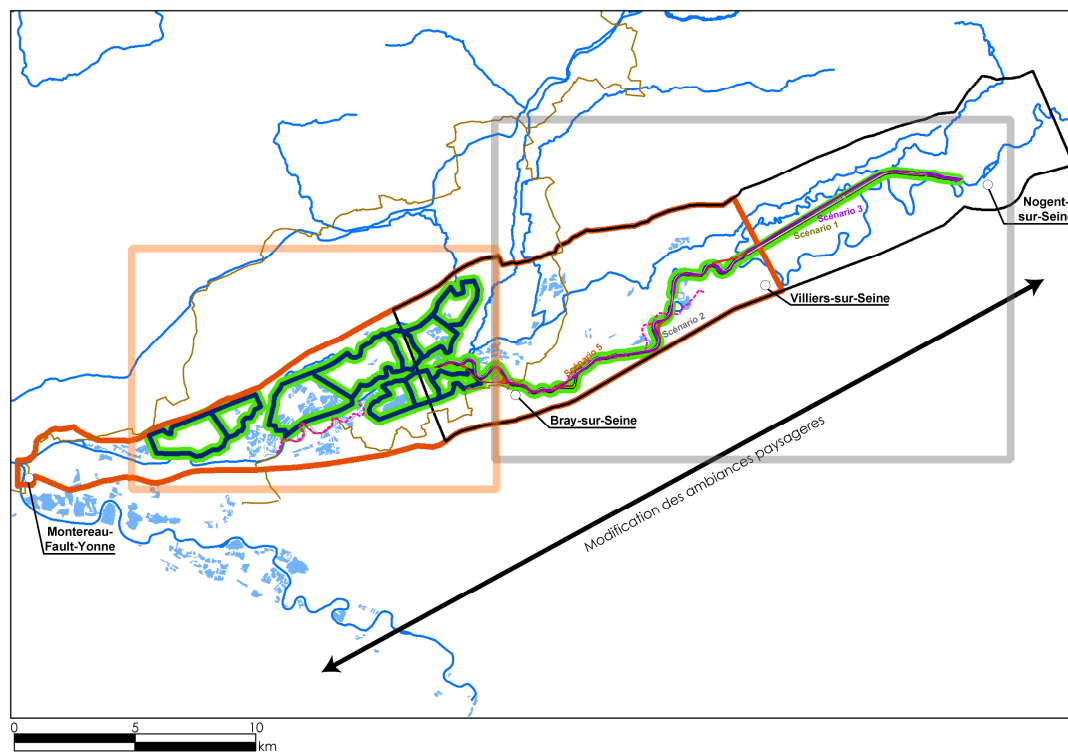 Nogent-
sur-Seine
Scénario 3
Scénario 1
Villiers-sur-Seine
Scénario 2
Scénario 5
Bray-sur-Seine
Modification des ambiances paysageres
Montereau-
Fault-Yonne
0 5 10
km